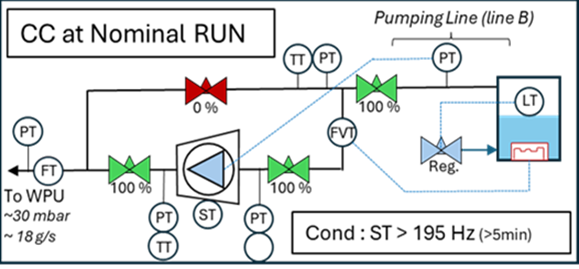 CC at Nominal RUN
Pumping Line (line B)
TT PT
PT
0 %
100 %
LT
PT
FVT
FT
Reg.
100 %
100 %
To WPU
~30 mbar
~ 18 g/s
PT
ST
PT
TT
Cond : ST > 195 Hz (>5min)